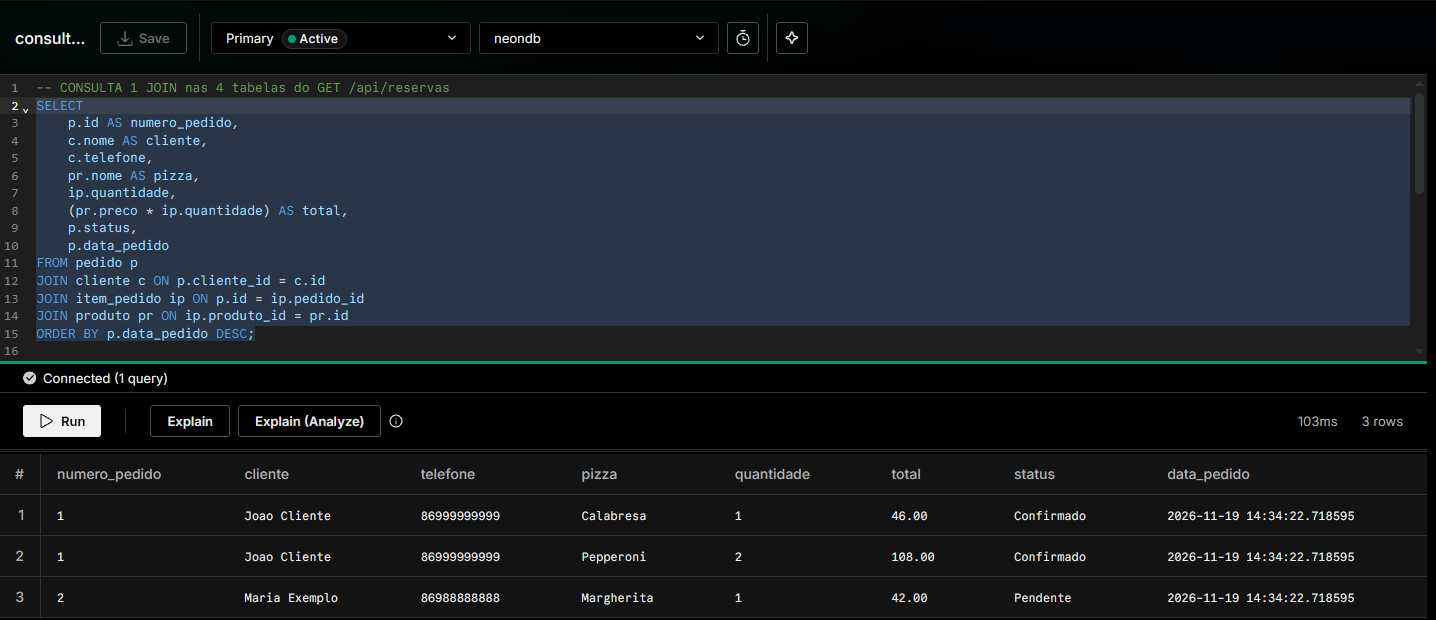 consult... Save Primary Active neondb
1 -- CONSULTA 1 JOIN nas 4 tabelas do GET /api/reservas
2 SELECT
3 p.id AS numero_pedido,
4 c.nome AS cliente,
5 c.telefone,
6 pr.nome AS pizza,
7 ip.quantidade,
8 (pr.preco * ip.quantidade) AS total,
9 p.status,
10 p.data_pedido
11 FROM pedido p
12 JOIN cliente c ON p.cliente_id = c.id
13 JOIN item_pedido ip ON p.id = ip.pedido_id
14 JOIN produto pr ON ip.produto_id = pr.id
15 ORDER BY p.data_pedido DESC;
16
Connected (1 query)
Run Explain Explain (Analyze) 103ms 3 rows
# numero_pedido cliente telefone pizza quantidade total status data_pedido
1 1 Joao Cliente 86999999999 Calabresa 1 46.00 Confirmado 2026-11-19 14:34:22.718595
2 1 Joao Cliente 86999999999 Pepperoni 2 108.00 Confirmado 2026-11-19 14:34:22.718595
3 2 Maria Exemplo 86988888888 Margherita 1 42.00 Pendente 2026-11-19 14:34:22.718595